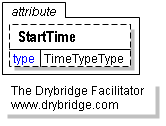 attribute
StartTime
type TimeTypeType
The Drybridge Facilitator
www.drybridge.com